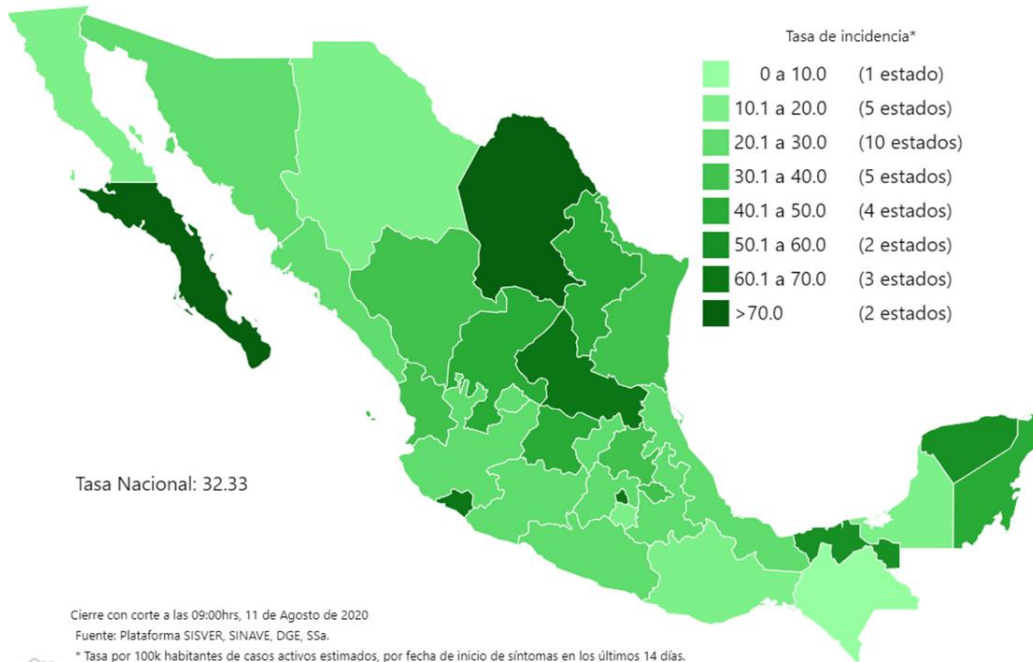 Tasa de incidencia*
0 a 10.0 (1 estado)
10.1 a 20.0 (5 estados)
20.1 a 30.0 (10 estados)
30.1 a 40.0 (5 estados)
40.1 a 50.0 (4 estados)
50.1 a 60.0 (2 estados)
60.1 a 70.0 (3 estados)
>70.0 (2 estados)
Tasa Nacional: 32.33
Cierre con corte a las 09:00hrs, 11 de Agosto de 2020
Fuente: Plataforma SISVER, SINAVE, DGE, SSa.
* Tasa por 100k habitantes de casos activos estimados, por fecha de inicio de síntomas en los últimos 14 días.